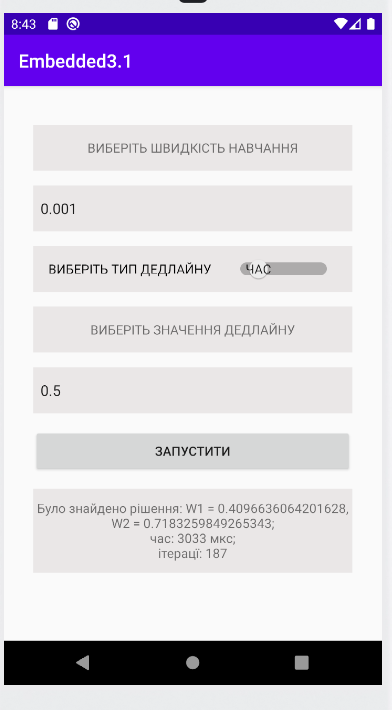 8:43
Embedded3.1
ВИБЕРІТЬ ШВИДКІСТЬ НАВЧАННЯ
0.001
ВИБЕРІТЬ ТИП ДЕДЛАЙНУ ЧАС
ВИБЕРІТЬ ЗНАЧЕННЯ ДЕДЛАЙНУ
0.5
ЗАПУСТИТИ
Було знайдено рішення: W1 = 0.4096636064201628,
W2 = 0.7183259849265343;
час: 3033 мкс;
ітерації: 187